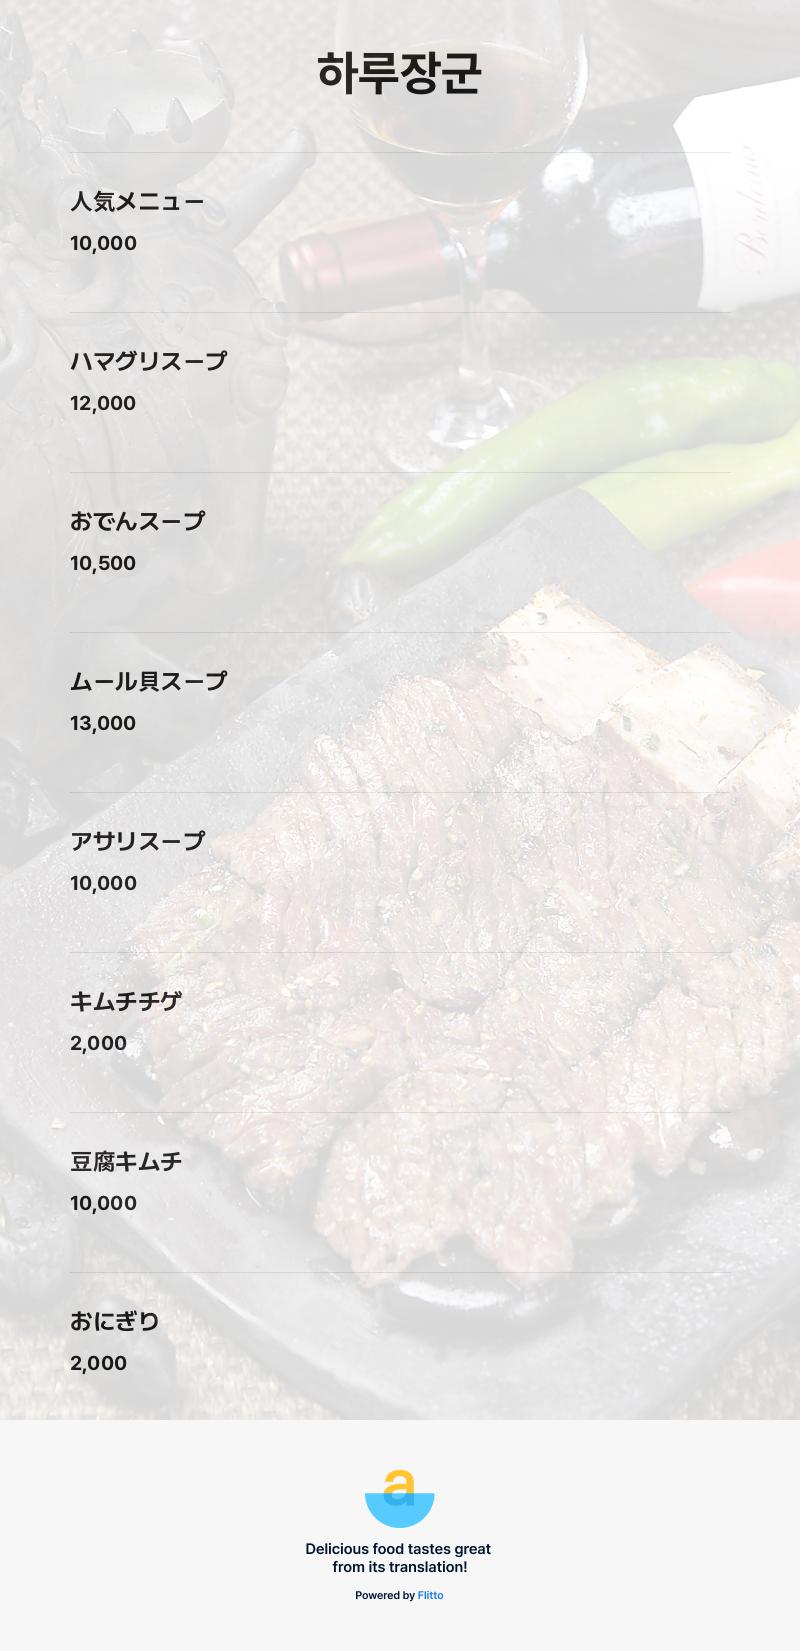 하루장군
人気メニュー
10,000
ハマグリスープ
12,000
おでんスープ
10,500
ムール貝スープ
13,000
アサリスープ
10,000
キムチチゲ
2,000
豆腐キムチ
10,000
おにぎり
2,000
a
Delicious food tastes great
from its translation!
Powered by Flitto